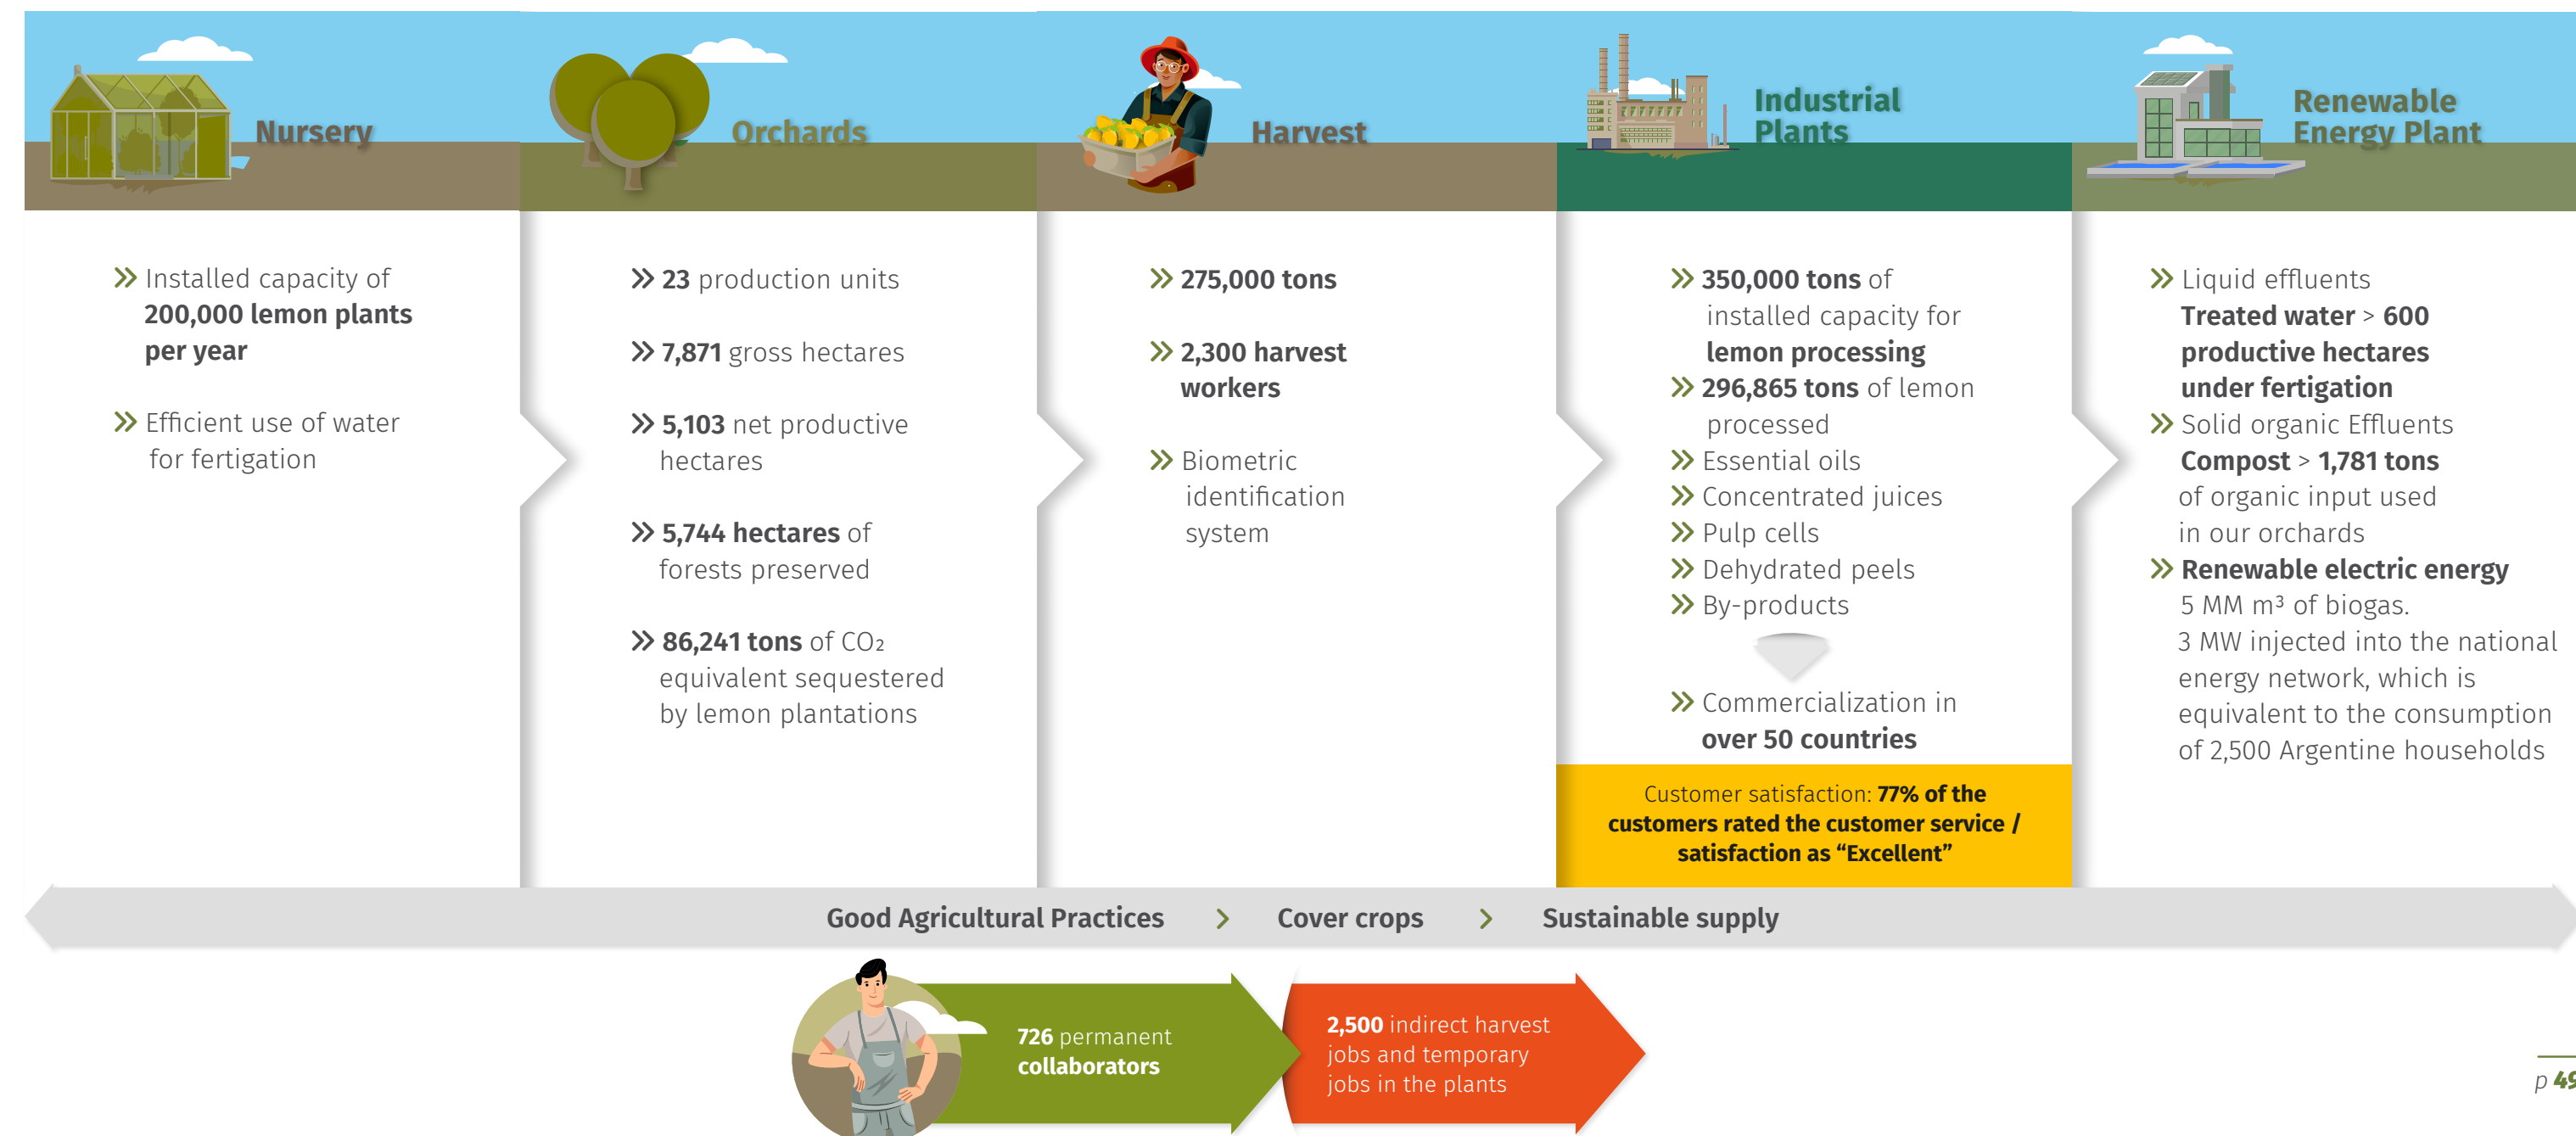 Nursery
Installed capacity of
200,000 lemon plants
per year
Efficient use of water
for fertigation
Orchards
23 production units
7,871 gross hectares
5,103 net productive
hectares
5,744 hectares of
forests preserved
86,241 tons of CO₂
equivalent sequestered
by lemon plantations
Harvest
275,000 tons
2,300 harvest
workers
Biometric
identification
system
Industrial
Plants
350,000 tons of
installed capacity for
lemon processing
296,865 tons of lemon
processed
Essential oils
Concentrated juices
Pulp cells
Dehydrated peels
By-products
Commercialization in
over 50 countries
Customer satisfaction: 77% of the
customers rated the customer service /
satisfaction as “Excellent”
Renewable
Energy Plant
Liquid effluents
Treated water > 600
productive hectares
under fertigation
Solid organic Effluents
Compost > 1,781 tons
of organic input used
in our orchards
Renewable electric energy
5 MM m³ of biogas.
3 MW injected into the national
energy network, which is
equivalent to the consumption
of 2,500 Argentine households
Good Agricultural Practices > Cover crops > Sustainable supply
726 permanent
collaborators
2,500 indirect harvest
jobs and temporary
jobs in the plants
p 49